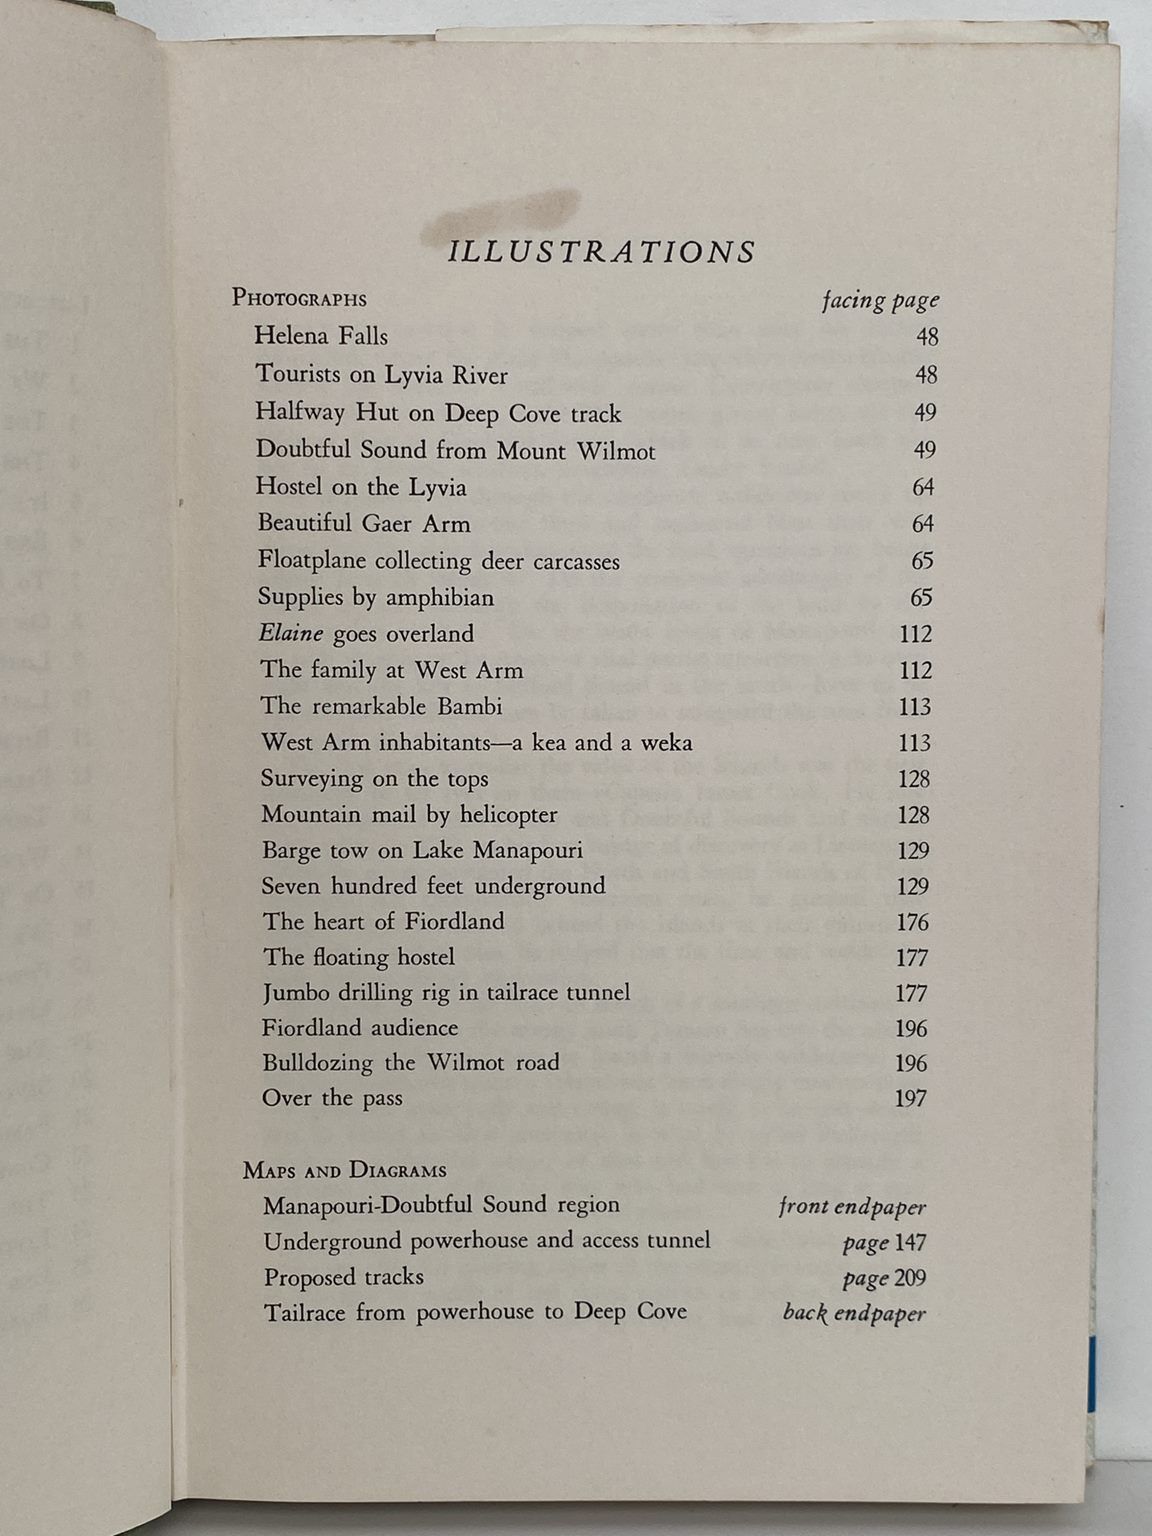 ILLUSTRATIONS
PHOTOGRAPHS facing page
Helena Falls 48
Tourists on Lyvia River 48
Halfway Hut on Deep Cove track 49
Doubtful Sound from Mount Wilmot 49
Hostel on the Lyvia 64
Beautiful Gaer Arm 64
Floatplane collecting deer carcasses 65
Supplies by amphibian 65
Elaine goes overland 112
The family at West Arm 112
The remarkable Bambi 113
West Arm inhabitants—a kea and a weka 113
Surveying on the tops 128
Mountain mail by helicopter 128
Barge tow on Lake Manapouri 129
Seven hundred feet underground 129
The heart of Fiordland 176
The floating hostel 177
Jumbo drilling rig in tailrace tunnel 177
Fiordland audience 196
Bulldozing the Wilmot road 196
Over the pass 197
MAPS AND DIAGRAMS
Manapouri-Doubtful Sound region front endpaper
Underground powerhouse and access tunnel page 147
Proposed tracks page 209
Tailrace from powerhouse to Deep Cove back endpaper